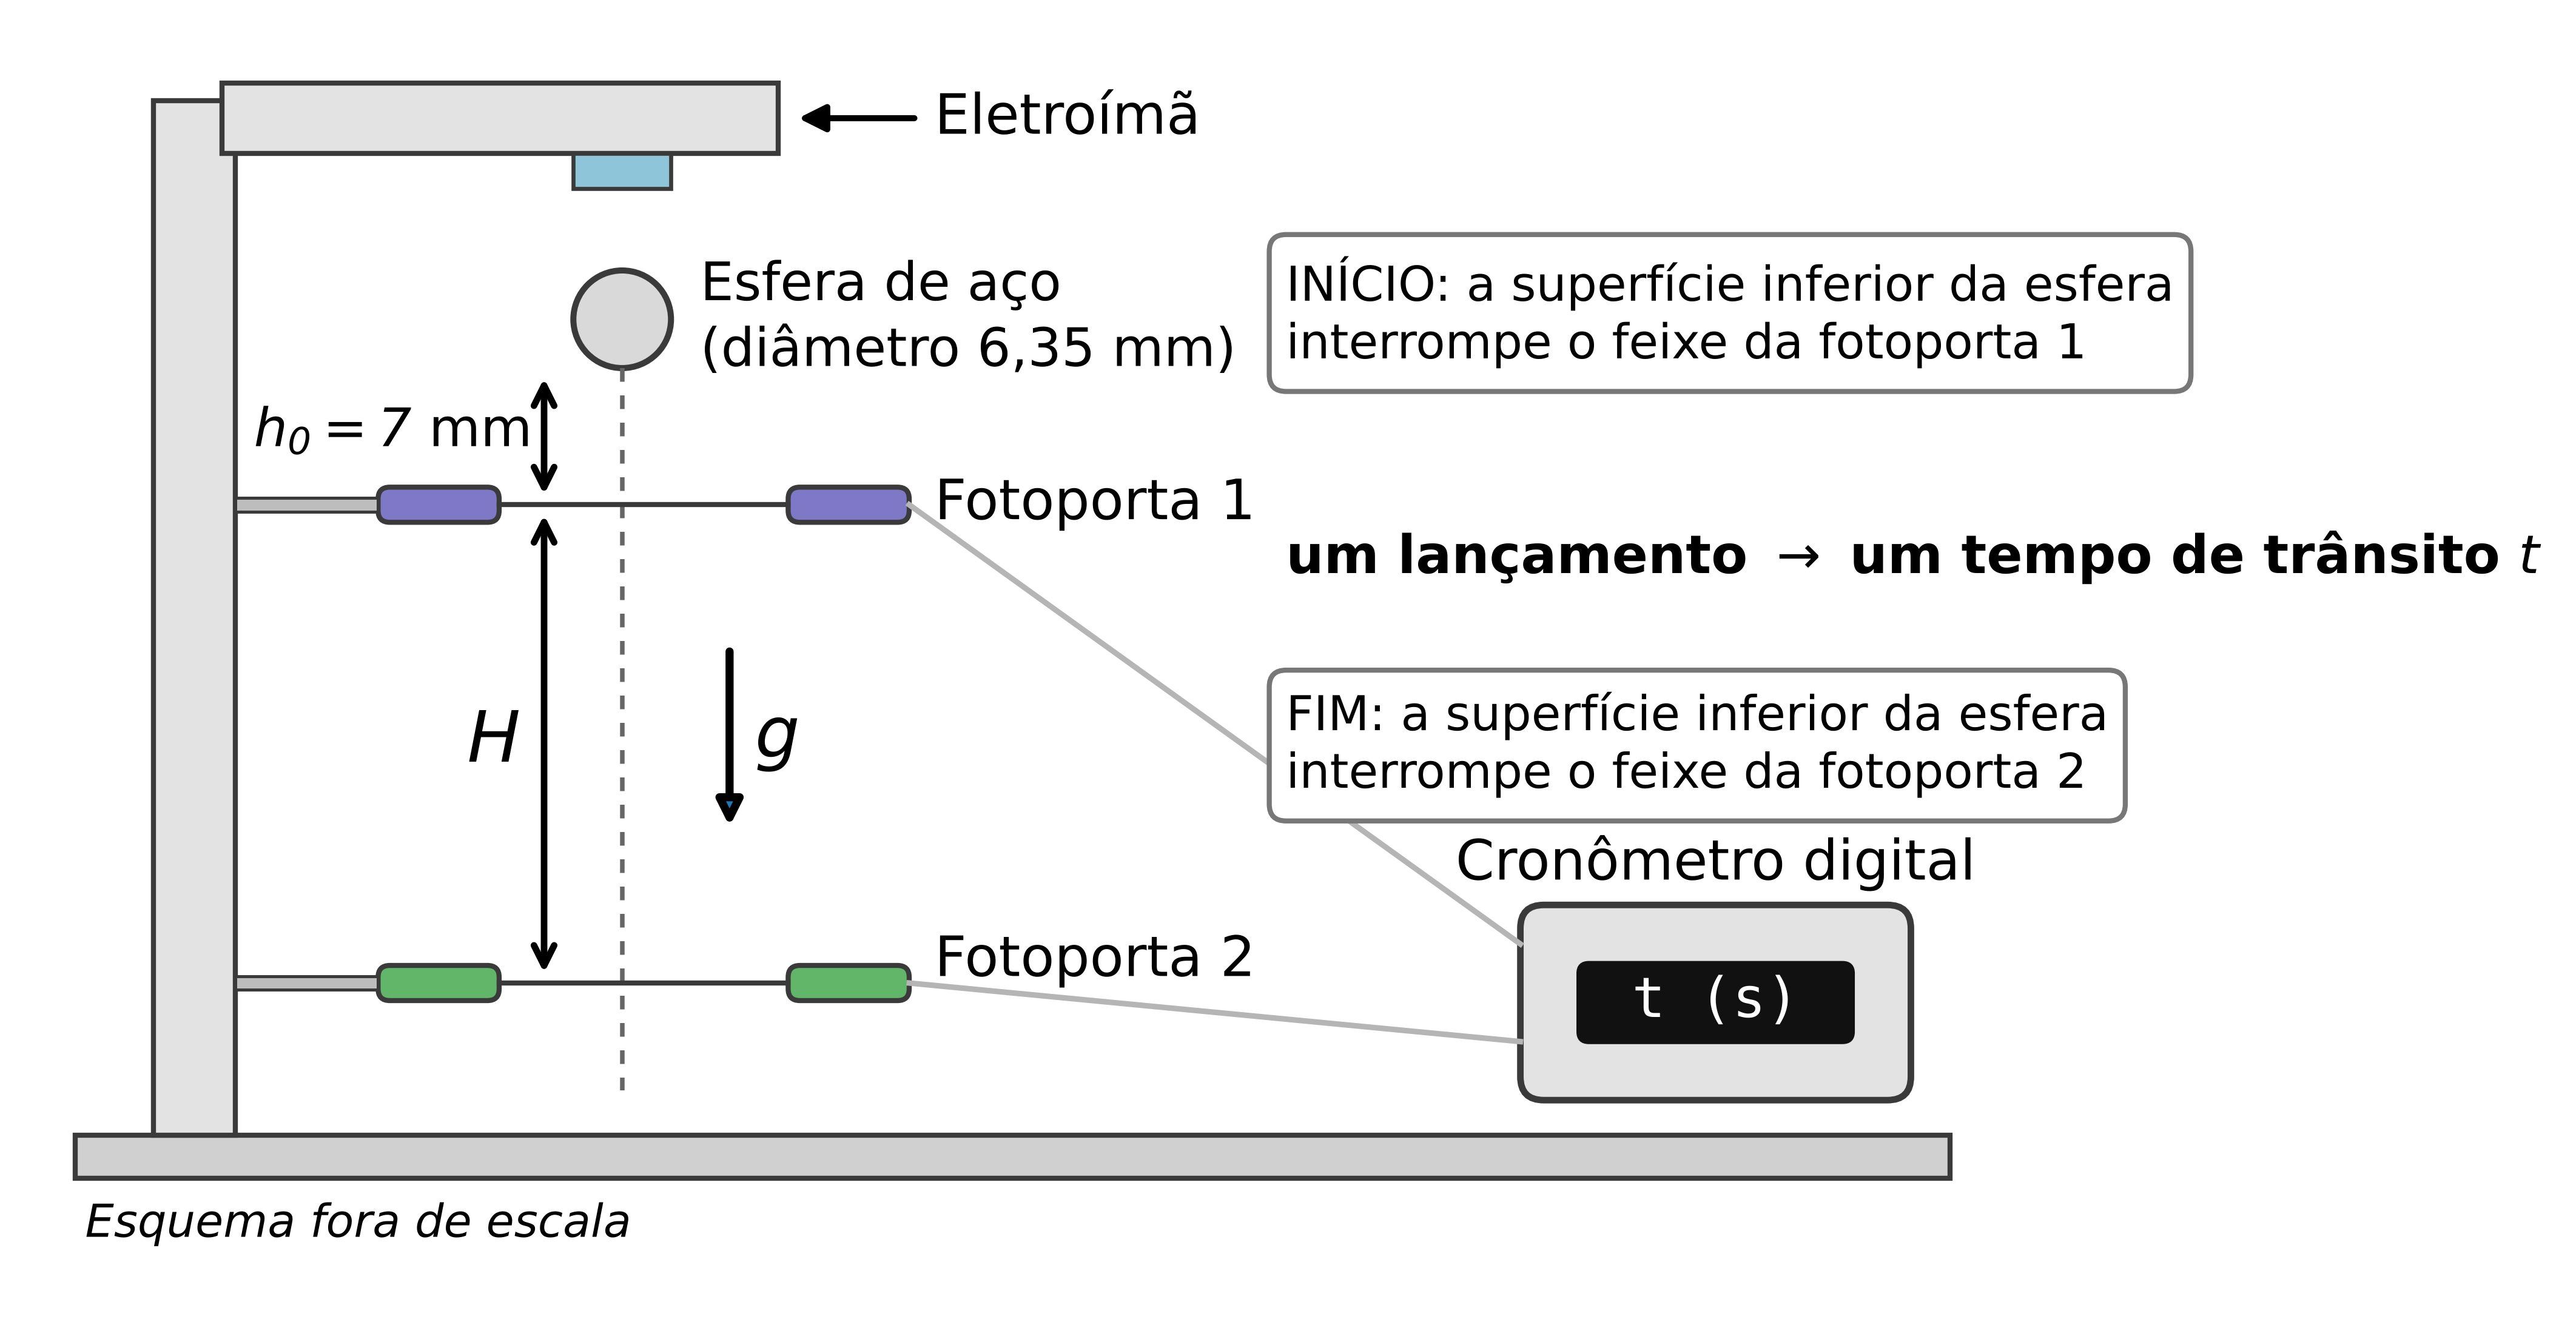 Eletroímã
Esfera de aço
(diâmetro 6,35 mm)
INÍCIO: a superfície inferior da esfera
interrompe o feixe da fotoporta 1
h₀ = 7 mm
Fotoporta 1
um lançamento → um tempo de trânsito t
H
g
FIM: a superfície inferior da esfera
interrompe o feixe da fotoporta 2
Cronômetro digital
Fotoporta 2
t (s)
Esquema fora de escala